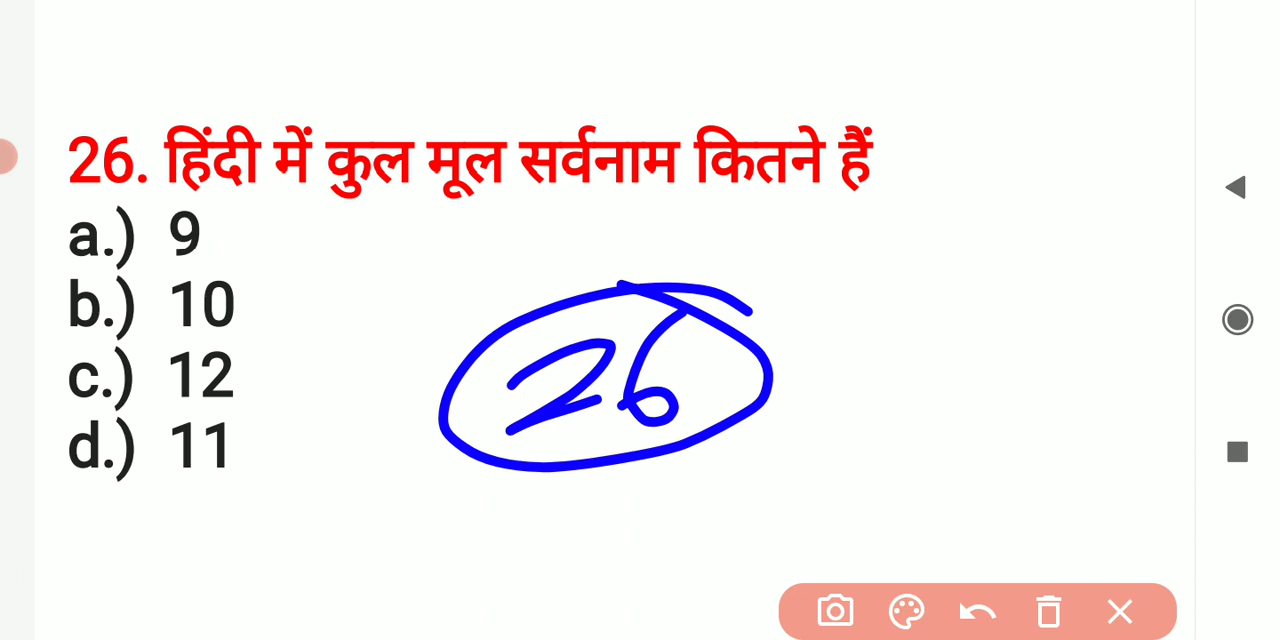 26. हिंदी में कुल मूल सर्वनाम कितने हैं
a.) 9
b.) 10
c.) 12
d.) 11
26